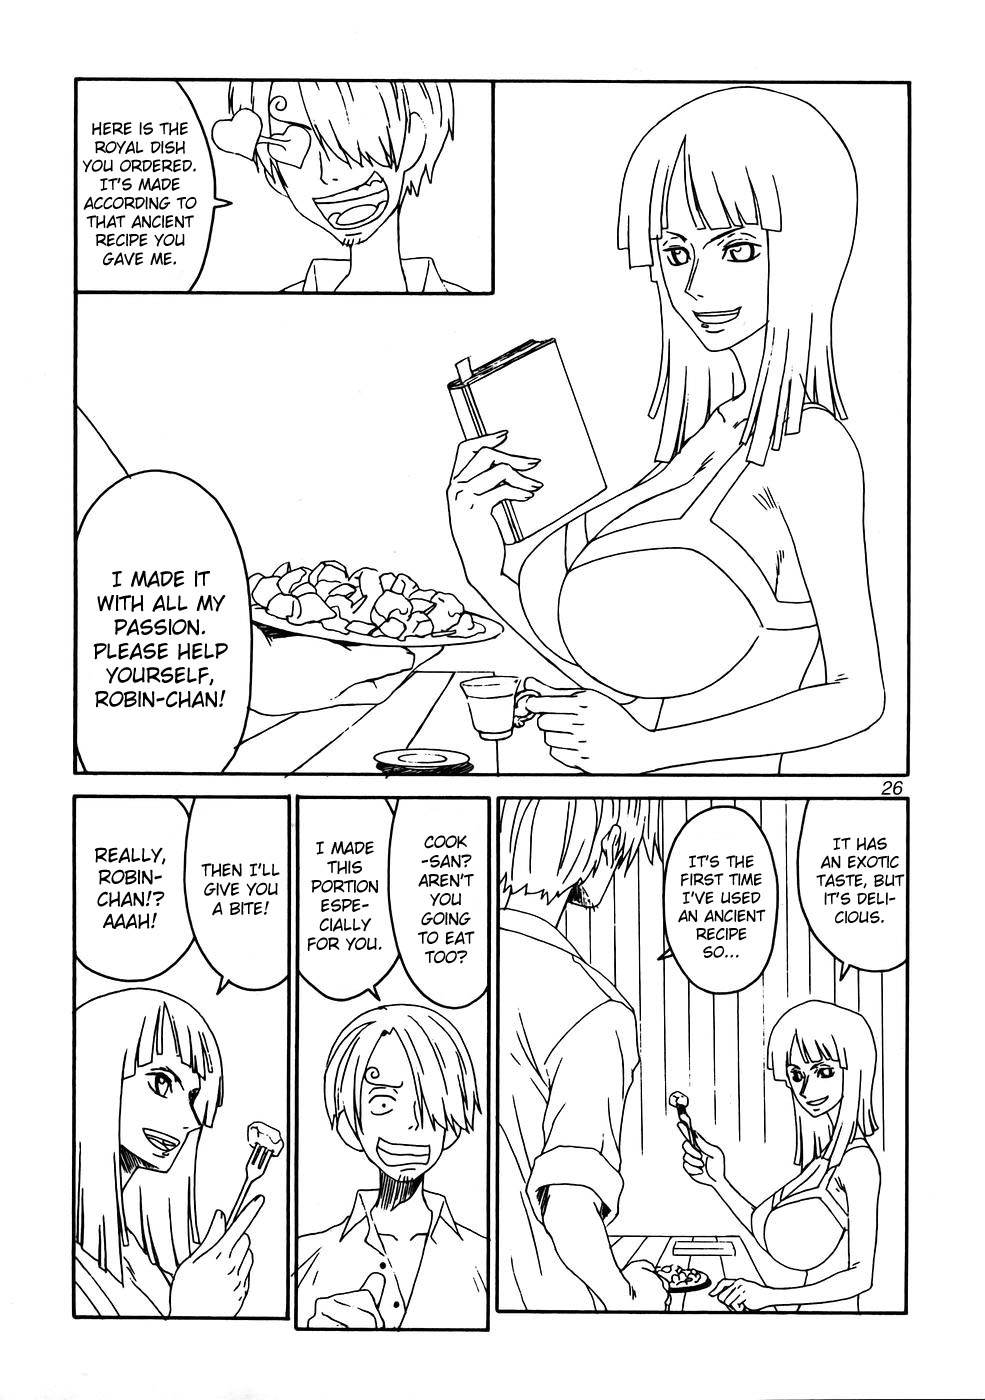 HERE IS THE
ROYAL DISH
YOU ORDERED.
IT'S MADE
ACCORDING TO
THAT ANCIENT
RECIPE YOU
GAVE ME.
I MADE IT
WITH ALL MY
PASSION.
PLEASE HELP
YOURSELF,
ROBIN-CHAN!
26
IT HAS
AN EXOTIC
TASTE, BUT
IT'S DELI-
CIOUS.
IT'S THE
FIRST TIME
I'VE USED
AN ANCIENT
RECIPE
SO...
COOK
-SAN?
AREN'T
YOU
GOING
TO EAT
TOO?
I MADE
THIS
PORTION
ESPE-
CIALLY
FOR YOU.
THEN I'LL
GIVE YOU
A BITE!
REALLY,
ROBIN-
CHAN!?
AAAH!